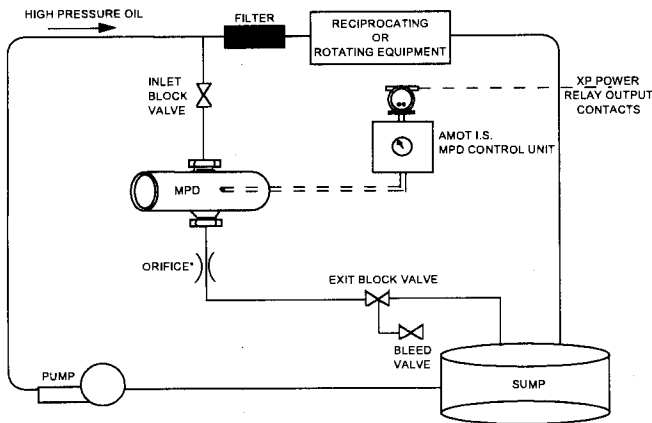 HIGH PRESSURE OIL
FILTER
RECIPROCATING
OR
ROTATING EQUIPMENT
INLET
BLOCK
VALVE
XP POWER
RELAY OUTPUT
CONTACTS
AMOT I.S.
MPD CONTROL UNIT
MPD
ORIFICE*
EXIT BLOCK VALVE
BLEED
VALVE
PUMP
SUMP